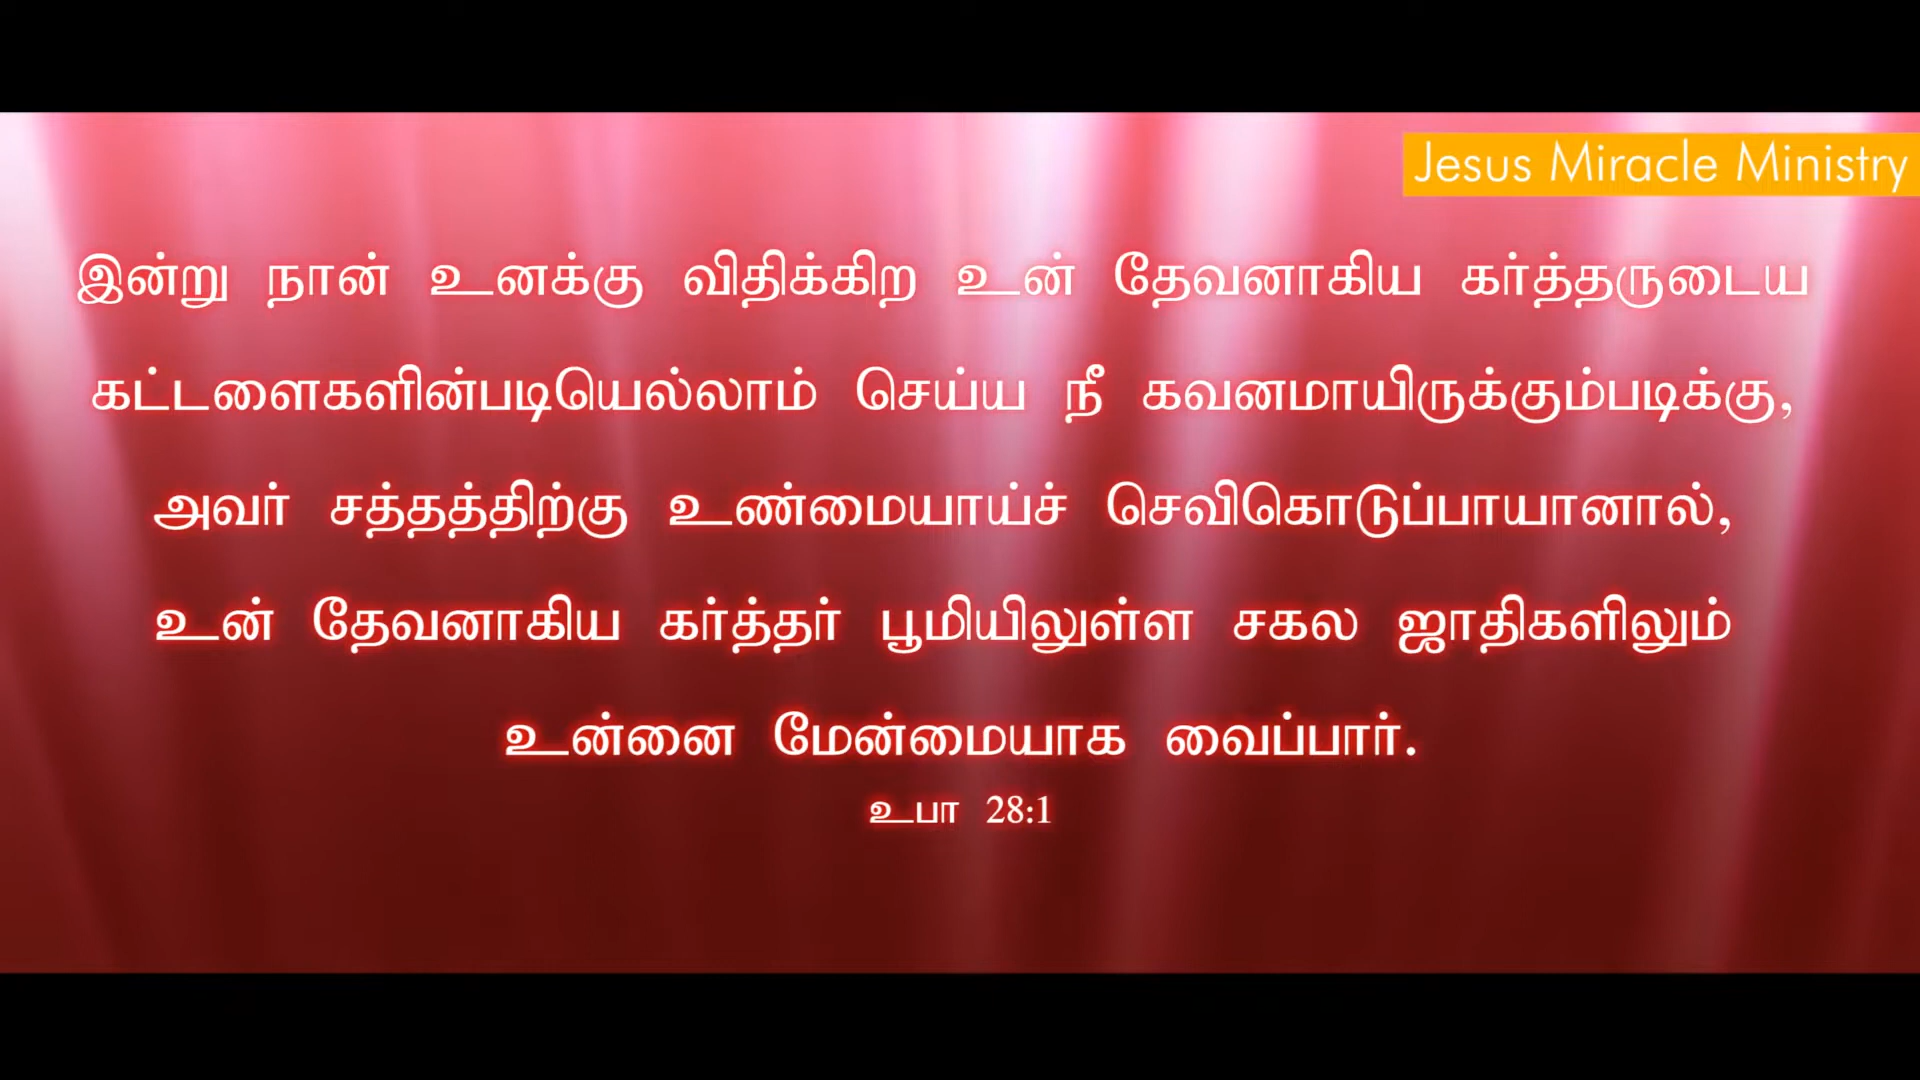 Jesus Miracle Ministry
இன்று நான் உனக்கு விதிக்கிற உன் தேவனாகிய கர்த்தருடைய
கட்டளைகளின்படியெல்லாம் செய்ய நீ கவனமாயிருக்கும்படிக்கு,
அவர் சத்தத்திற்கு உண்மையாய்ச் செவிகொடுப்பாயானால்,
உன் தேவனாகிய கர்த்தர் பூமியிலுள்ள சகல ஜாதிகளிலும்
உன்னை மேன்மையாக வைப்பார்.
உபா 28:1